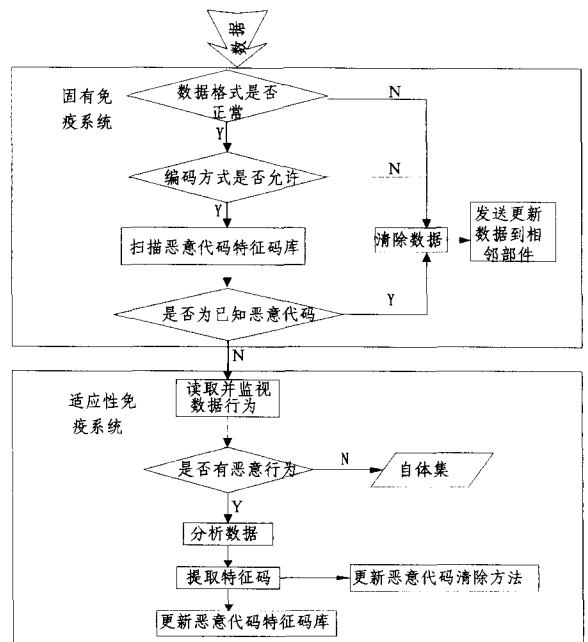 数据
固有免
疫系统
数据格式是否
正常
N
Y
编码方式是否允许
N
Y
扫描恶意代码特征码库
清除数据
发送更新
数据到相
邻部件
是否为已知恶意代码
Y
N
适应性免
疫系统
读取并监视
数据行为
是否有恶意行为
N
自体集
Y
分析数据
提取特征码
更新恶意代码清除方法
更新恶意代码特征码库